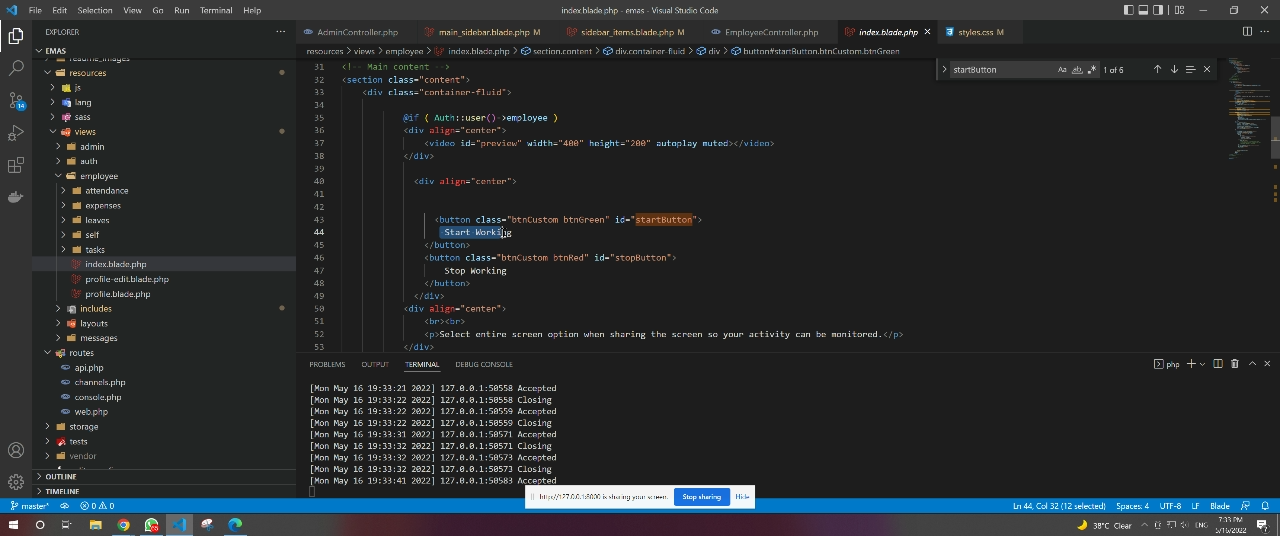 File Edit Selection View Go Run Terminal Help
index.blade.php - emas - Visual Studio Code
EXPLORER
AdminController.php
main_sidebar.blade.php M
sidebar_items.blade.php M
EmployeeController.php
index.blade.php
styles.css M
EMAS
resources > views > employee > index.blade.php > section.content > div.container-fluid > div > button#startButton.btnCustom.btnGreen
startButton
Aa
ab
1 of 6
readme_images
resources
js
lang
sass
views
admin
auth
employee
attendance
expenses
leaves
self
tasks
index.blade.php
profile-edit.blade.php
profile.blade.php
includes
layouts
messages
routes
api.php
channels.php
console.php
web.php
storage
tests
vendor
OUTLINE
TIMELINE
14
31 <!-- Main content -->
32 <section class="content">
33 <div class="container-fluid">
34
35 @if ( Auth::user()->employee )
36 <div align="center">
37 <video id="preview" width="400" height="200" autoplay muted></video>
38 </div>
39
40 <div align="center">
41
42
43 <button class="btnCustom btnGreen" id="startButton">
44 Start Working
45 </button>
46 <button class="btnCustom btnRed" id="stopButton">
47 Stop Working
48 </button>
49 </div>
50 <div align="center">
51 <br><br>
52 <p>Select entire screen option when sharing the screen so your activity can be monitored.</p>
53 </div>
PROBLEMS OUTPUT TERMINAL DEBUG CONSOLE
php
[Mon May 16 19:33:21 2022] 127.0.0.1:50558 Accepted
[Mon May 16 19:33:22 2022] 127.0.0.1:50558 Closing
[Mon May 16 19:33:22 2022] 127.0.0.1:50559 Accepted
[Mon May 16 19:33:22 2022] 127.0.0.1:50559 Closing
[Mon May 16 19:33:31 2022] 127.0.0.1:50571 Accepted
[Mon May 16 19:33:32 2022] 127.0.0.1:50571 Closing
[Mon May 16 19:33:32 2022] 127.0.0.1:50573 Accepted
[Mon May 16 19:33:32 2022] 127.0.0.1:50573 Closing
[Mon May 16 19:33:41 2022] 127.0.0.1:50583 Accepted
http://127.0.0.1:8000 is sharing your screen.
Stop sharing
Hide
master*
0 0
Ln 44, Col 32 (12 selected)
Spaces: 4
UTF-8
LF
Blade
38°C Clear
ENG
7:33 PM
5/16/2022